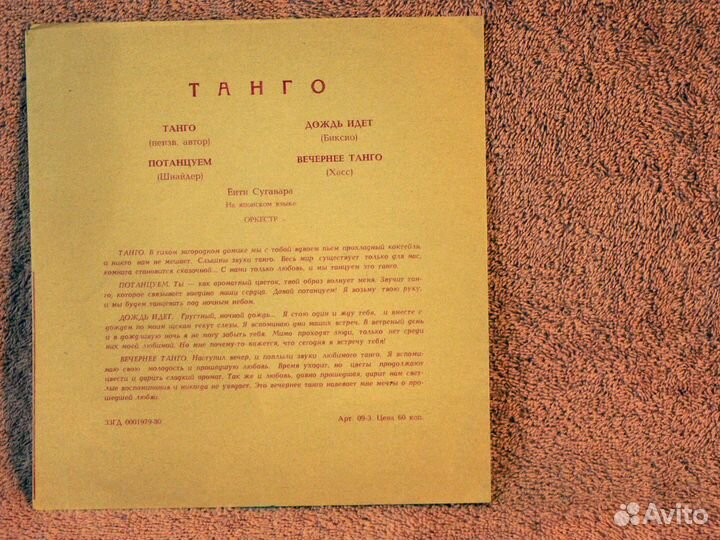 ТАНГО
ТАНГО
(неизв. автор)
ДОЖДЬ ИДЕТ
(Биксио)
ПОТАНЦУЕМ
(Шнайдер)
ВЕЧЕРНЕЕ ТАНГО
(Хасс)
Еити Сугавара
На японском языке
ОРКЕСТР
ТАНГО. В тихом загородном домике мы с тобой вдвоем пьем прохладный коктейль,
и никто нам не мешает. Слышны звуки танго. Весь мир существует только для нас,
комната становится сказочной... С нами только любовь, и мы танцуем это танго.
ПОТАНЦУЕМ. Ты — как ароматный цветок, твой образ волнует меня. Звучит тан-
го, которое связывает воедино наши сердца. Давай потанцуем! Я возьму твою руку,
и мы будем танцевать под ночным небом.
ДОЖДЬ ИДЕТ. Грустный, ночной дождь... Я стою один и жду тебя, и вместе с
дождем по моим щекам текут слезы. Я вспоминаю дни наших встреч. В ветреный день
и в дождливую ночь я не могу забыть тебя. Мимо проходят люди, только нет среди
них моей любимой. Но мне почему-то кажется, что сегодня я встречу тебя!
ВЕЧЕРНЕЕ ТАНГО. Наступил вечер, и поплыли звуки любимого танго. Я вспоми-
наю свою молодость и прошедшую любовь. Время уходит, но цветы продолжают
цвести и дарить сладкий аромат. Так же и любовь, давно прошедшая, дарит нам свет-
лые воспоминания и никогда не увядает. Это вечернее танго навевает мне мечты о про-
шедшей любви.
33ГД 0001979-80
Арт. 09-3. Цена 60 коп.
Avito